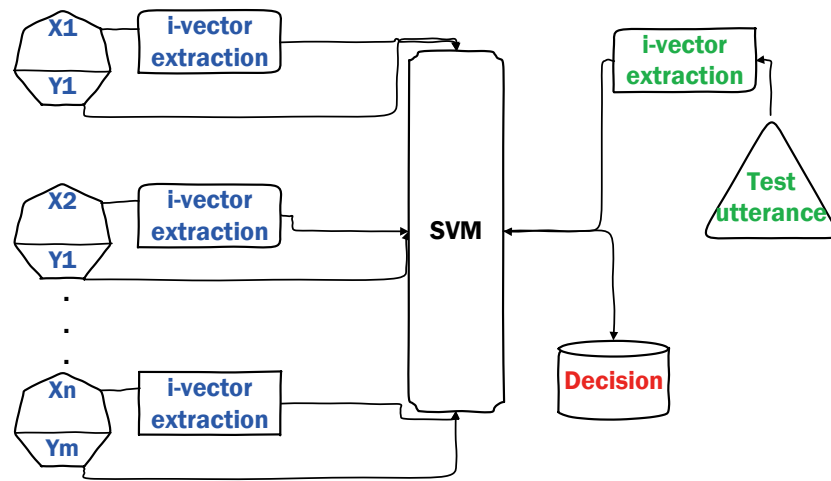 X1
Y1
i-vector
extraction
X2
Y1
i-vector
extraction
.
.
.
Xn
Ym
i-vector
extraction
SVM
i-vector
extraction
Test
utterance
Decision